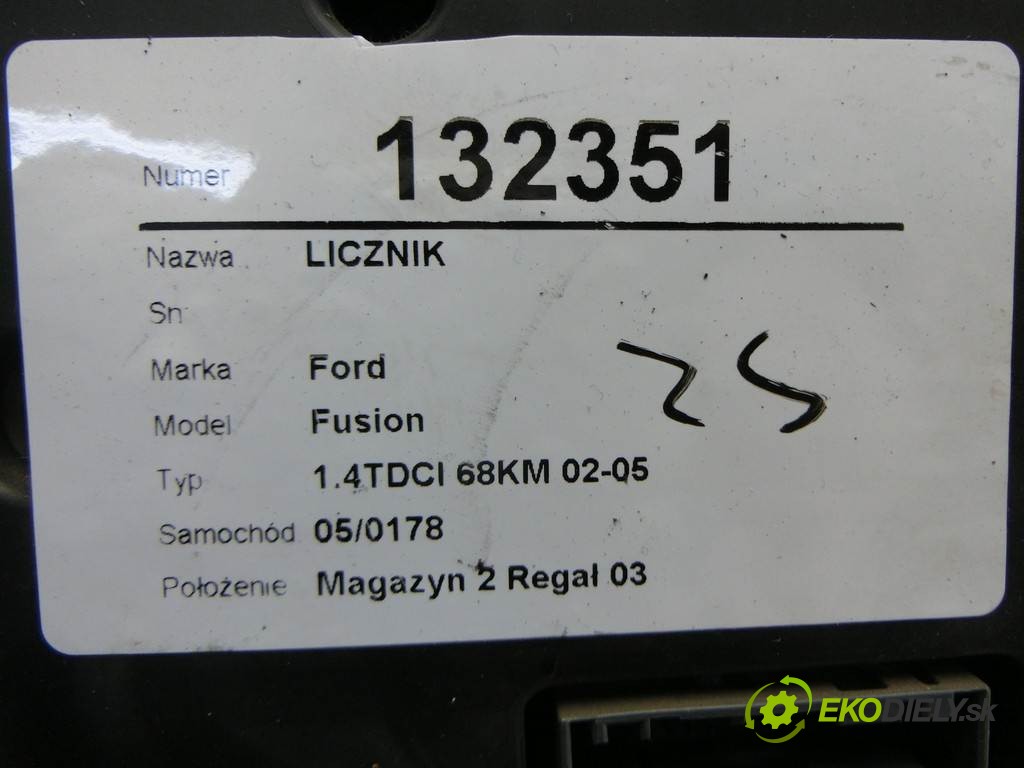 Numer 132351
Nazwa LICZNIK
Sn
Marka Ford
Model Fusion
Typ 1.4TDCI 68KM 02-05
Samochód 05/0178
Położenie Magazyn 2 Regał 03
EKODIELY.sk